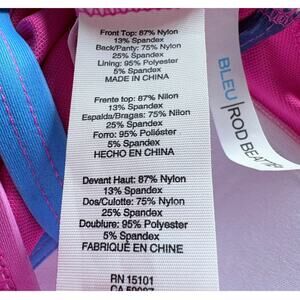 Front Top: 87% Nylon
13% Spandex
Back/Panty: 75% Nylon
25% Spandex
Lining: 95% Polyester
5% Spandex
MADE IN CHINA
Frente top: 87% Nilon
13% Spandex
Espalda/Bragas: 75% Nilon
25% Spandex
Forro: 95% Poliéster
5% Spandex
HECHO EN CHINA
Devant Haut: 87% Nylon
13% Spandex
Dos/Culotte: 75% Nylon
25% Spandex
Doublure: 95% Polyester
5% Spandex
FABRIQUÉ EN CHINE
RN 15101
CA
BLEU|ROD